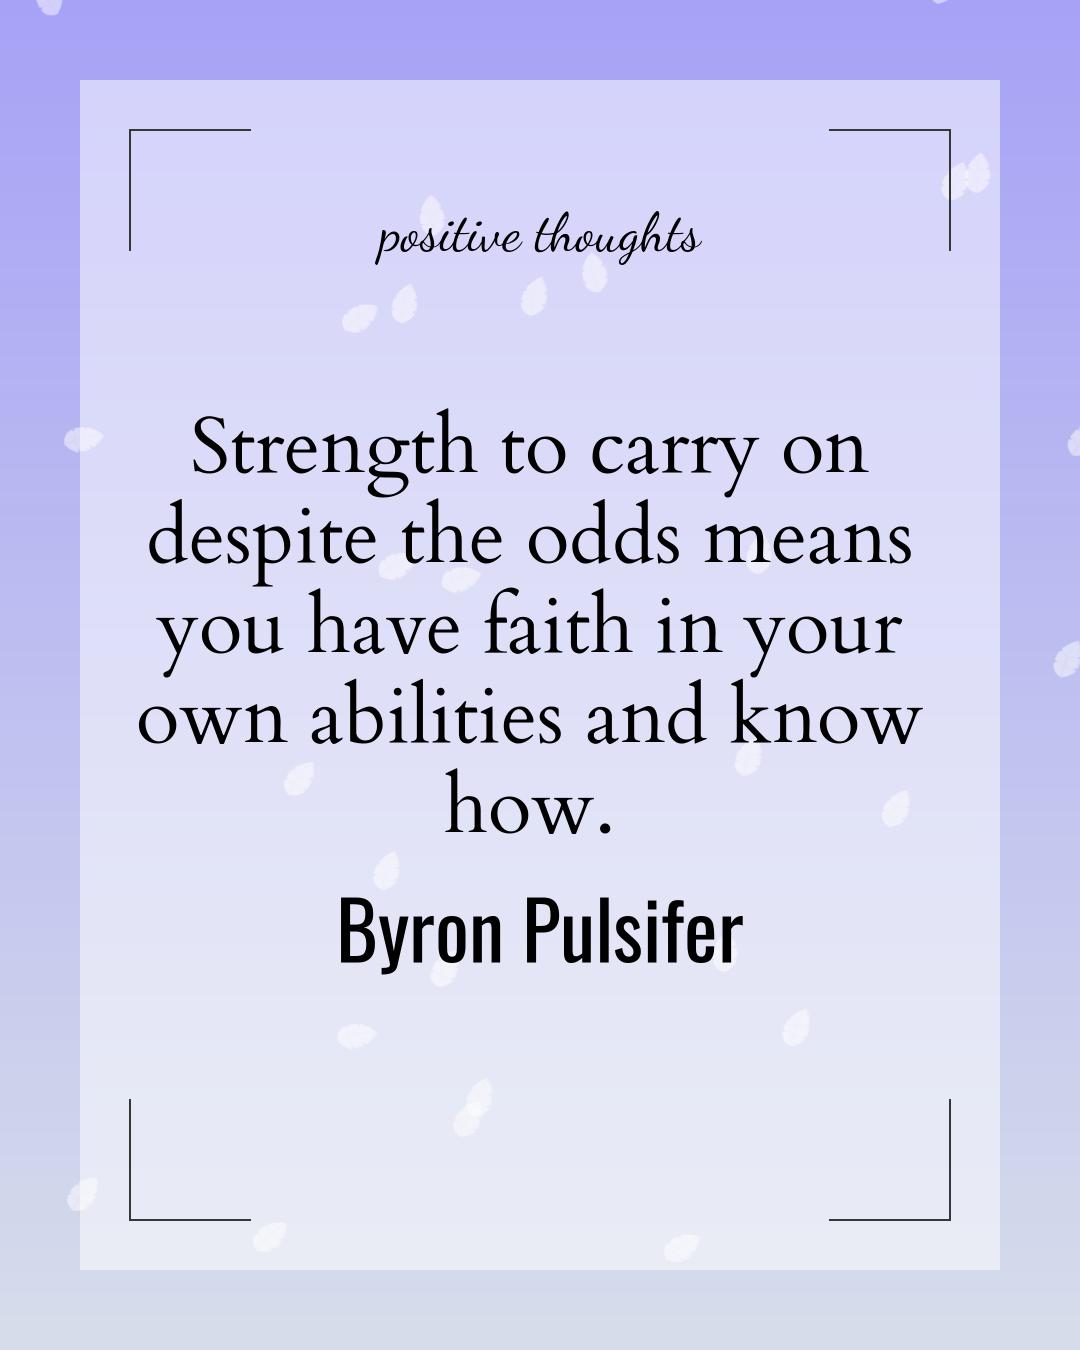 positive thoughts
Strength to carry on
despite the odds means
you have faith in your
own abilities and know
how.
Byron Pulsifer